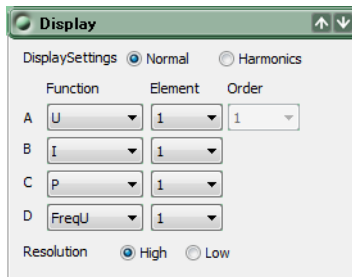 Display
DisplaySettings Normal Harmonics
Function Element Order
A U 1 1
B I 1
C P 1
D FreqU 1
Resolution High Low